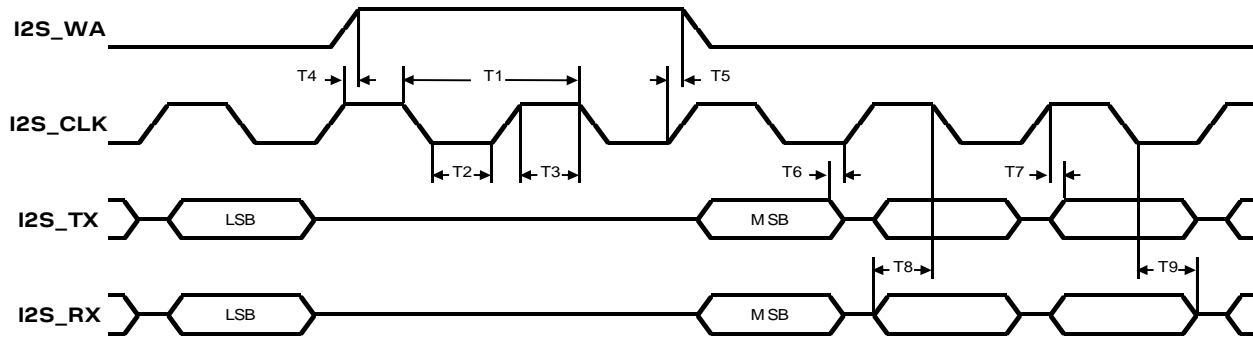 I2S_WA
T4
T1
T5
I2S_CLK
T2
T3
T6
T7
I2S_TX
LSB
MSB
T8
T9
I2S_RX
LSB
MSB